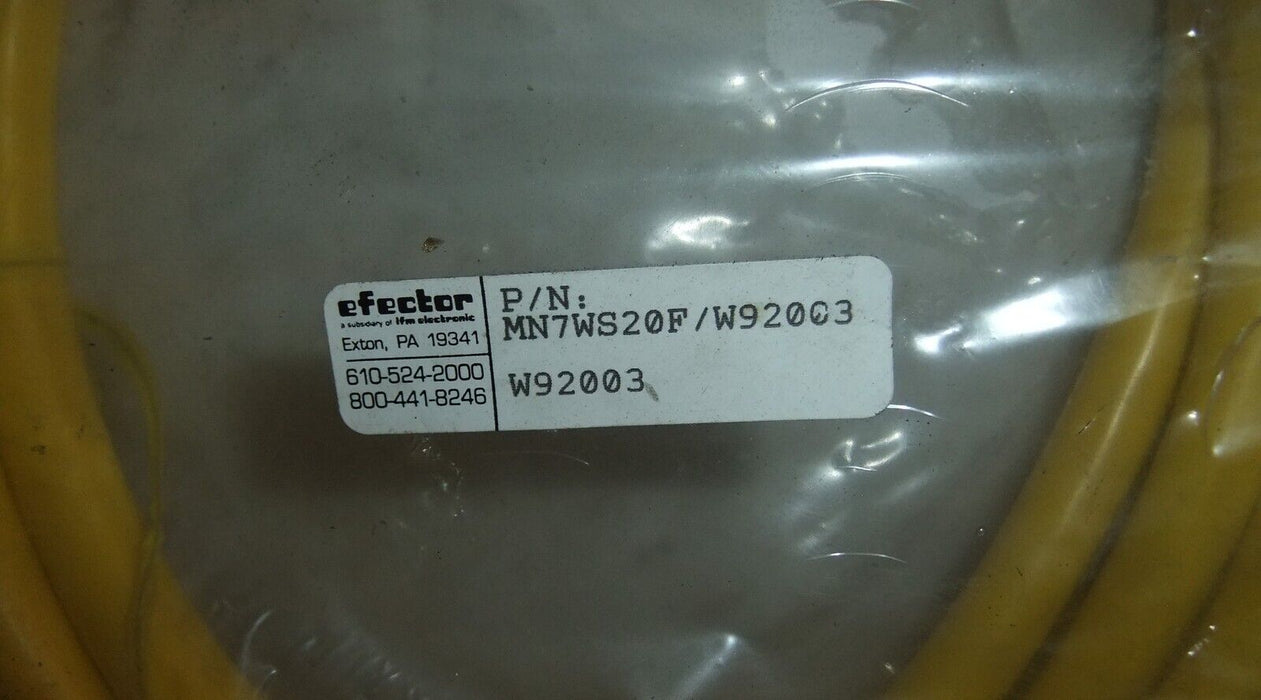 efector
a subsidiary of ifm electronic
Exton, PA 19341
610-524-2000
800-441-8246
P/N:
MN7WS20F/W92003
W92003